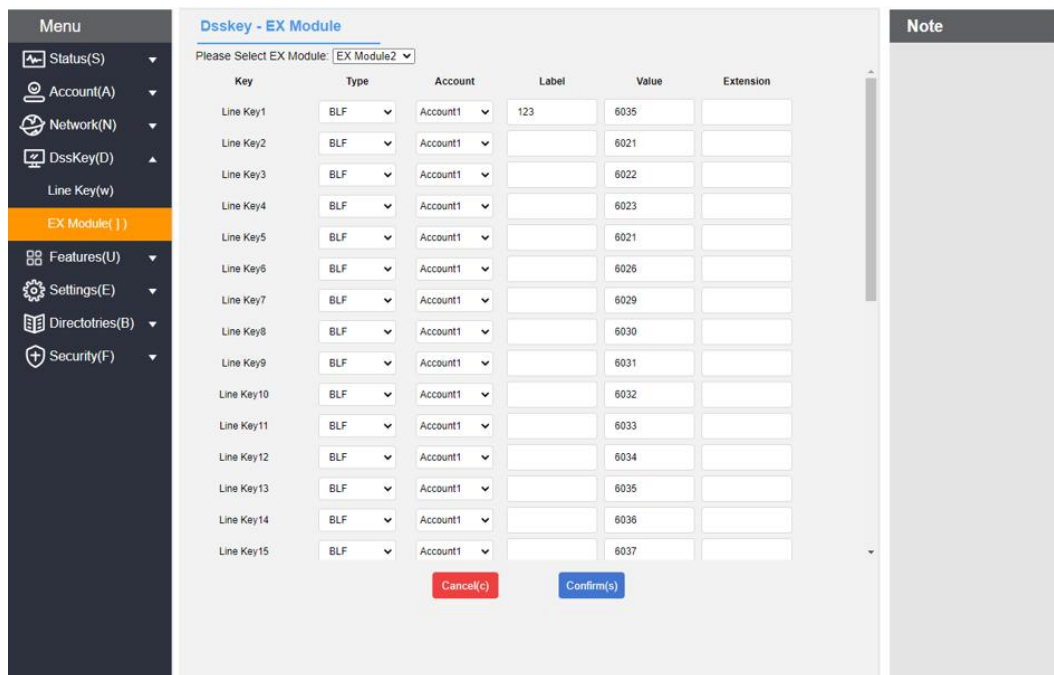 Menu
Status(S)
Account(A)
Network(N)
DssKey(D)
Line Key(w)
EX Module( ] )
Features(U)
Settings(E)
Directotries(B)
Security(F)
Dsskey - EX Module
Please Select EX Module: EX Module2
Key Type Account Label Value Extension
Line Key1 BLF Account1 123 6035
Line Key2 BLF Account1 6021
Line Key3 BLF Account1 6022
Line Key4 BLF Account1 6023
Line Key5 BLF Account1 6021
Line Key6 BLF Account1 6026
Line Key7 BLF Account1 6029
Line Key8 BLF Account1 6030
Line Key9 BLF Account1 6031
Line Key10 BLF Account1 6032
Line Key11 BLF Account1 6033
Line Key12 BLF Account1 6034
Line Key13 BLF Account1 6035
Line Key14 BLF Account1 6036
Line Key15 BLF Account1 6037
Cancel(c) Confirm(s)
Note